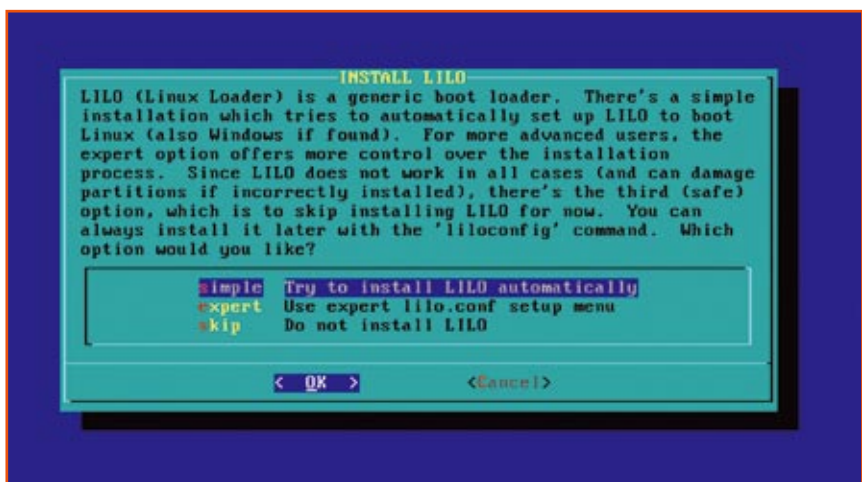 INSTALL LILO
LILO (Linux Loader) is a generic boot loader.  There's a simple
installation which tries to automatically set up LILO to boot
Linux (also Windows if found).  For more advanced users, the
expert option offers more control over the installation
process.  Since LILO does not work in all cases (and can damage
partitions if incorrectly installed), there's the third (safe)
option, which is to skip installing LILO for now.  You can
always install it later with the 'liloconfig' command.  Which
option would you like?
simple  Try to install LILO automatically
expert  Use expert lilo.conf setup menu
skip  Do not install LILO
< OK >  <Cancel>